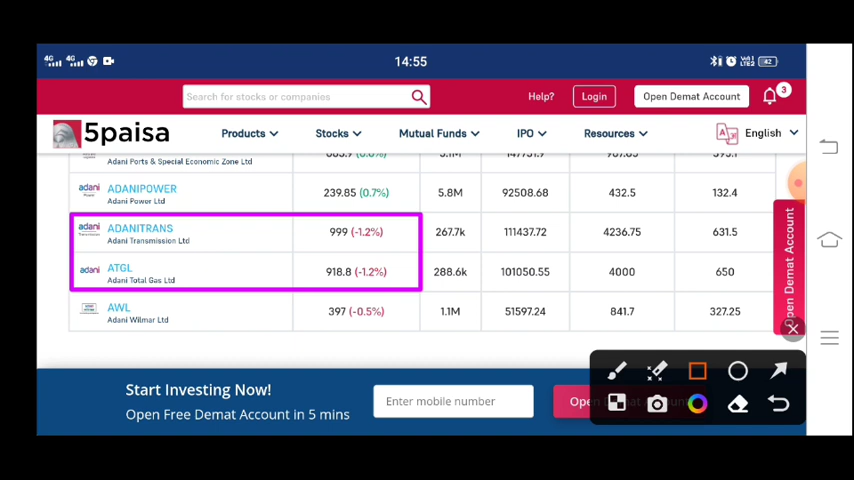 4G 4G 14:55 Vo1) LTE2 42
Search for stocks or companies Help? Login Open Demat Account 3
5paisa Products Stocks Mutual Funds IPO Resources English
Adani Ports & Special Economic Zone Ltd
ADANIPOWER 239.85 (0.7%) 5.8M 92508.68 432.5 132.4
Adani Power Ltd
ADANITRANS 999 (-1.2%) 267.7k 111437.72 4236.75 631.5
Adani Transmission Ltd
ATGL 918.8 (-1.2%) 288.6k 101050.55 4000 650
Adani Total Gas Ltd
AWL 397 (-0.5%) 1.1M 51597.24 841.7 327.25
Adani Wilmar Ltd
Open Demat Account
Start Investing Now!
Open Free Demat Account in 5 mins
Enter mobile number